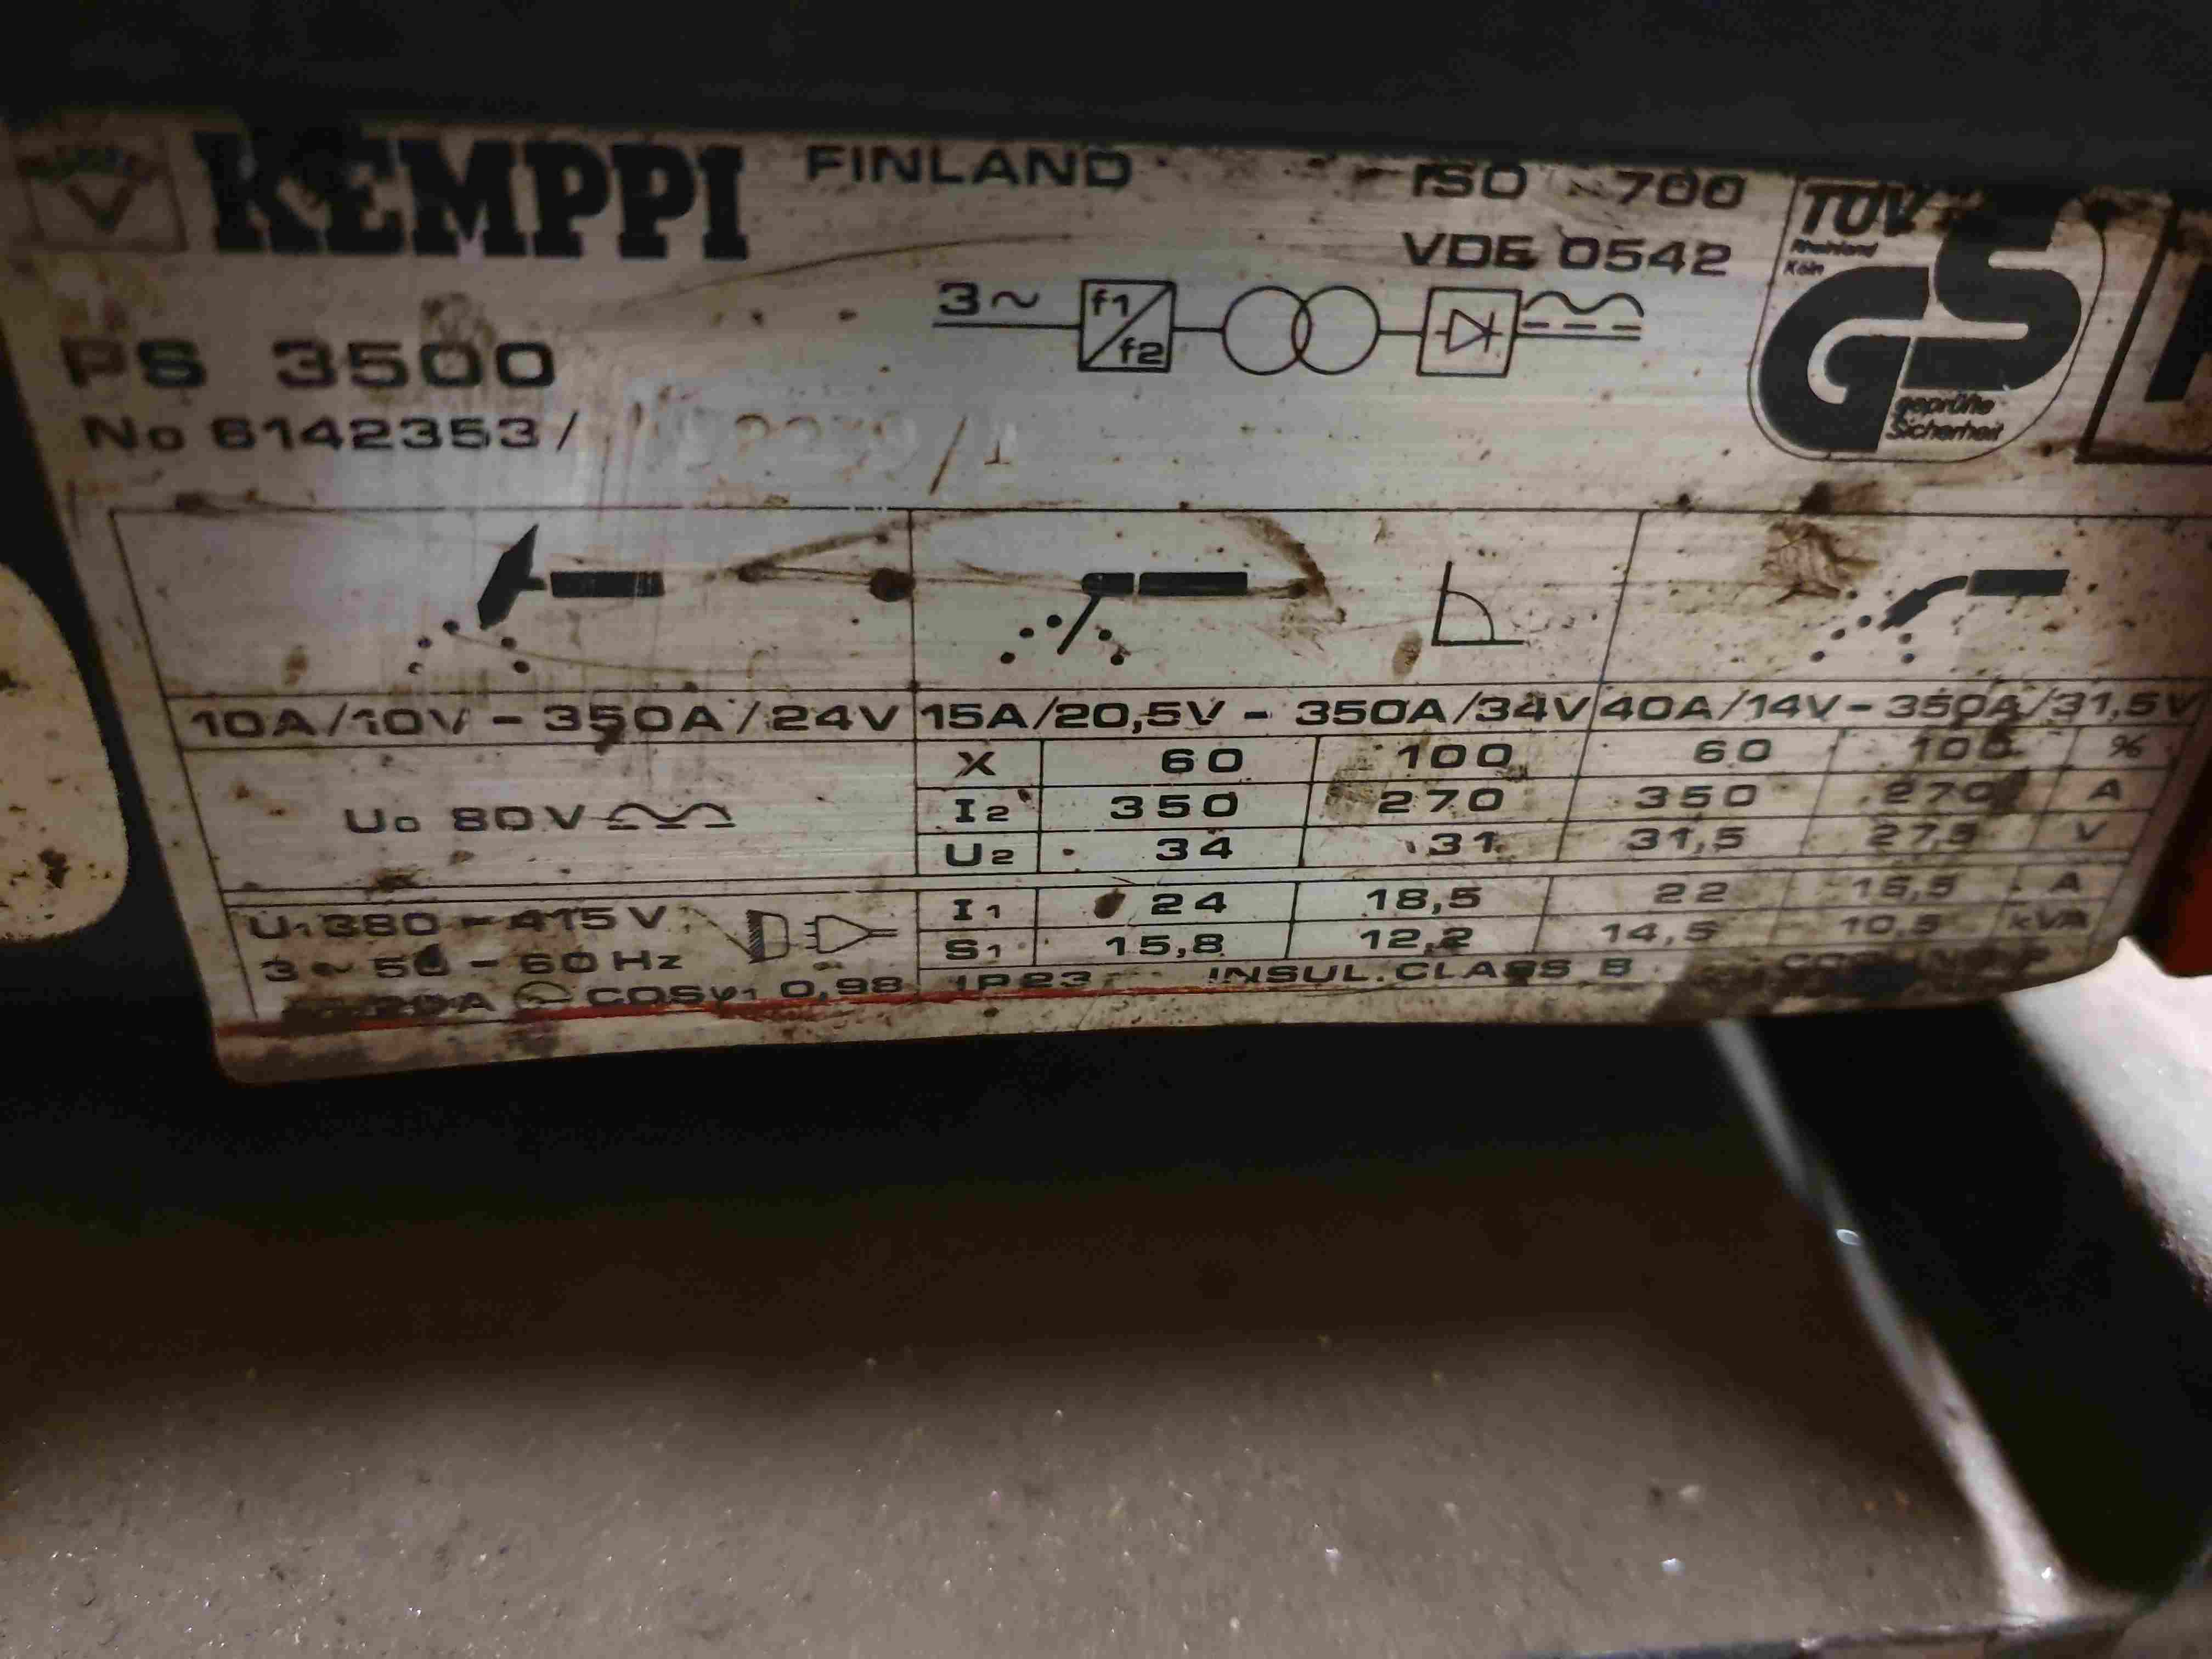 KEMPPI FINLAND ISO 700
VDE 0542
TÜV
Rheinland
Köln
GS
geprüfte
Sicherheit
3~ f1/f2
PS 3500
No 6142353/
10A/10V - 350A/24V 15A/20,5V - 350A/34V 40A/14V - 350A/31,5V
U0 80V
X 60 100 60 100 %
I2 350 270 350 270 A
U2 34 31 31,5 27,5 V
U1 380 - 415 V
3~ 50 - 60 Hz
I1 24 18,5 22 16,5 A
S1 15,8 12,2 14,5 10,5 kVA
20A cosφ1 0,98
IP23 INSUL.CLASS B